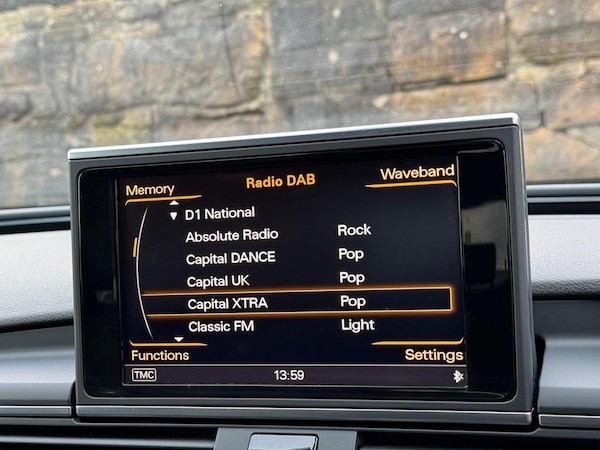 Memory Radio DAB Waveband
D1 National
Absolute Radio Rock
Capital DANCE Pop
Capital UK Pop
Capital XTRA Pop
Classic FM Light
Functions Settings
TMC 13:59